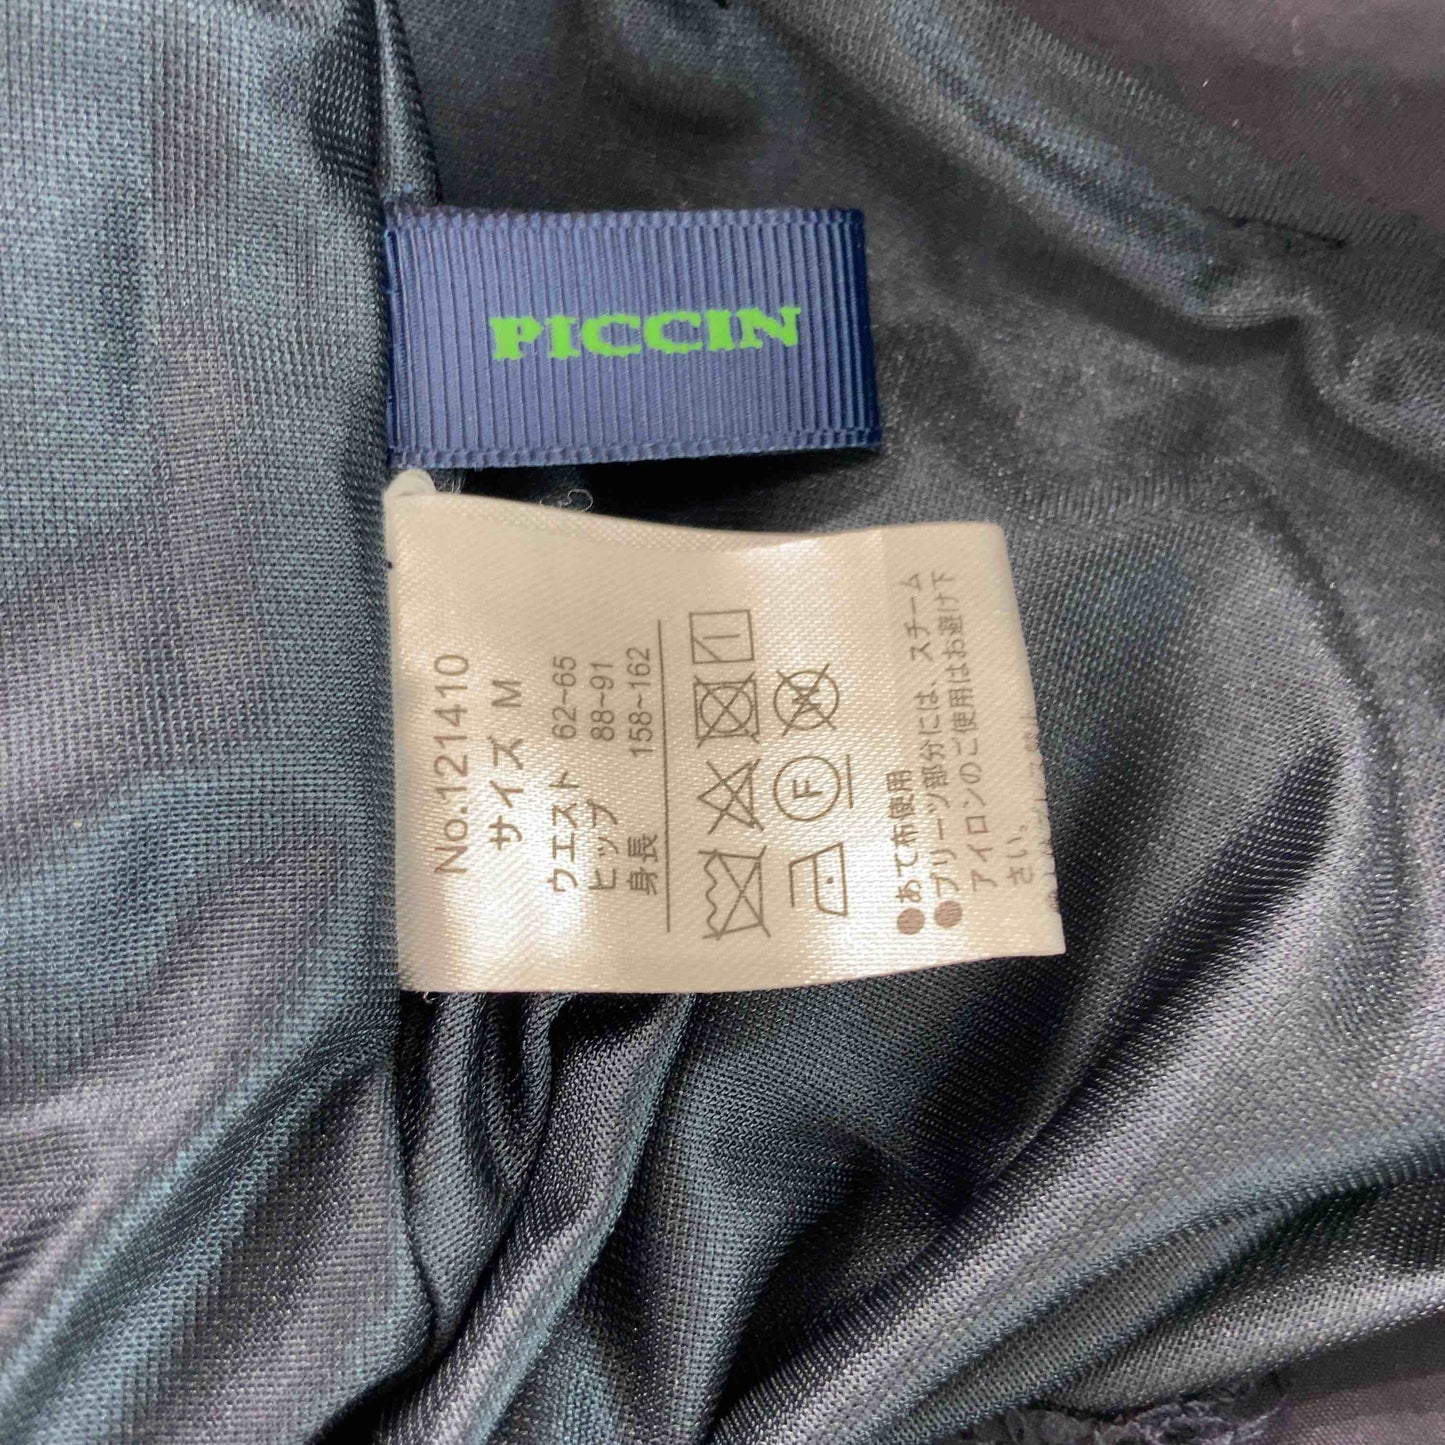 PICCIN
No.121410
サイズ M
ウエスト 62~65
ヒップ 88~91
身長 158~162
F
W
●あて布使用
●プリーツ部分には、スチーム
アイロンのご使用はお避け下
さい。